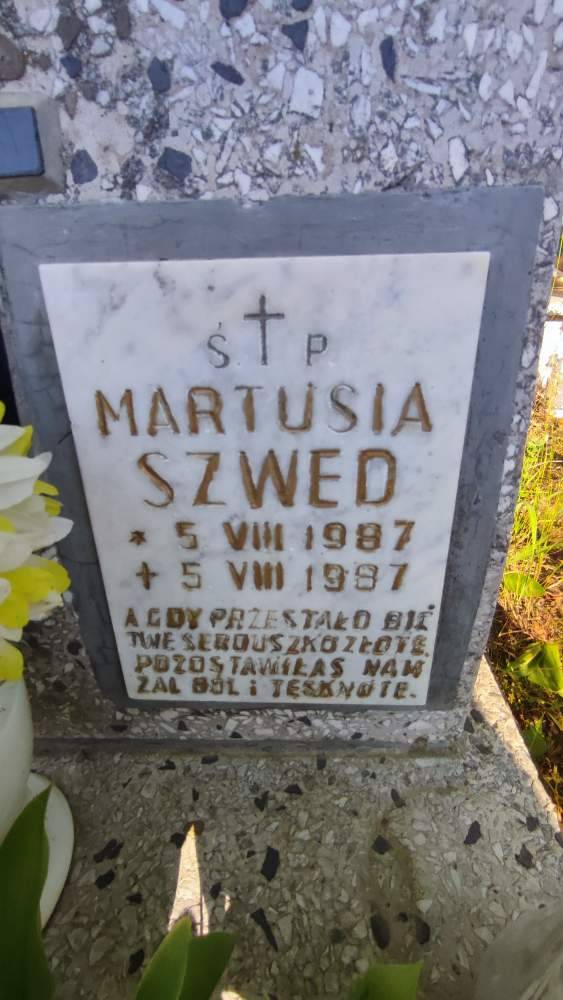 Ś P
MARTUSIA
SZWED
* 5 VIII 1987
+ 5 VIII 1987
A GDY PRZESTAŁO BIĆ
TWE SERDUSZKO ZŁOTE.
POZOSTAWIŁAŚ NAM
ŻAL BÓL I TĘSKNOTĘ.